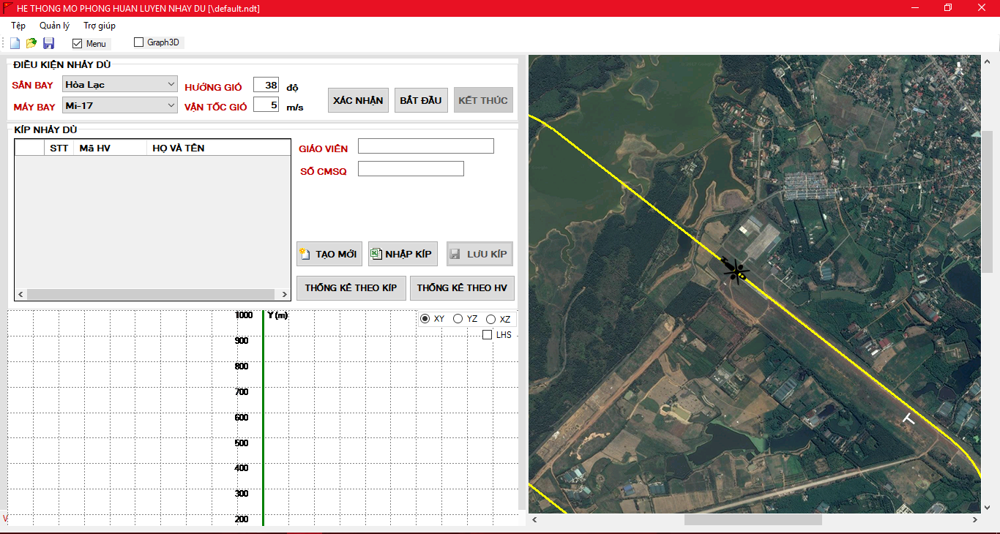 HE THONG MO PHONG HUAN LUYEN NHAY DU [\default.ndt]
Tệp Quản lý Trợ giúp
Menu Graph3D
ĐIỀU KIỆN NHẢY DÙ
SÂN BAY Hòa Lạc HƯỚNG GIÓ 38 độ
MÁY BAY Mi-17 VẬN TỐC GIÓ 5 m/s
XÁC NHẬN BẮT ĐẦU KẾT THÚC
KÍP NHẢY DÙ
STT Mã HV HỌ VÀ TÊN
GIÁO VIÊN
SỐ CMSQ
TẠO MỚI NHẬP KÍP LƯU KÍP
THỐNG KÊ THEO KÍP THỐNG KÊ THEO HV
1000 Y (m) XY YZ XZ
LHS
900
800
700
600
500
400
300
200
V
T